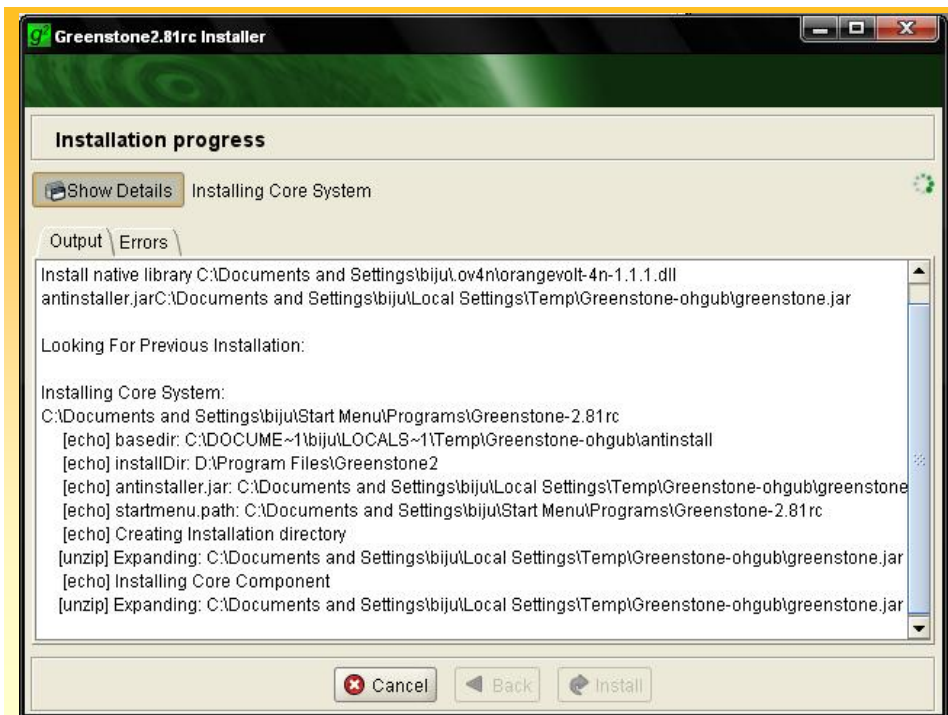 g2 Greenstone2.81rc Installer
Installation progress
Show Details Installing Core System
Output Errors
Install native library C:\Documents and Settings\biju\.ov4n\orangevolt-4n-1.1.1.dll
antinstaller.jarC:\Documents and Settings\biju\Local Settings\Temp\Greenstone-ohgub\greenstone.jar
Looking For Previous Installation:
Installing Core System:
C:\Documents and Settings\biju\Start Menu\Programs\Greenstone-2.81rc
[echo] basedir: C:\DOCUME~1\biju\LOCALS~1\Temp\Greenstone-ohgub\antinstall
[echo] installDir: D:\Program Files\Greenstone2
[echo] antinstaller.jar: C:\Documents and Settings\biju\Local Settings\Temp\Greenstone-ohgub\greenstone
[echo] startmenu.path: C:\Documents and Settings\biju\Start Menu\Programs\Greenstone-2.81rc
[echo] Creating Installation directory
[unzip] Expanding: C:\Documents and Settings\biju\Local Settings\Temp\Greenstone-ohgub\greenstone.jar
[echo] Installing Core Component
[unzip] Expanding: C:\Documents and Settings\biju\Local Settings\Temp\Greenstone-ohgub\greenstone.jar
Cancel Back Install